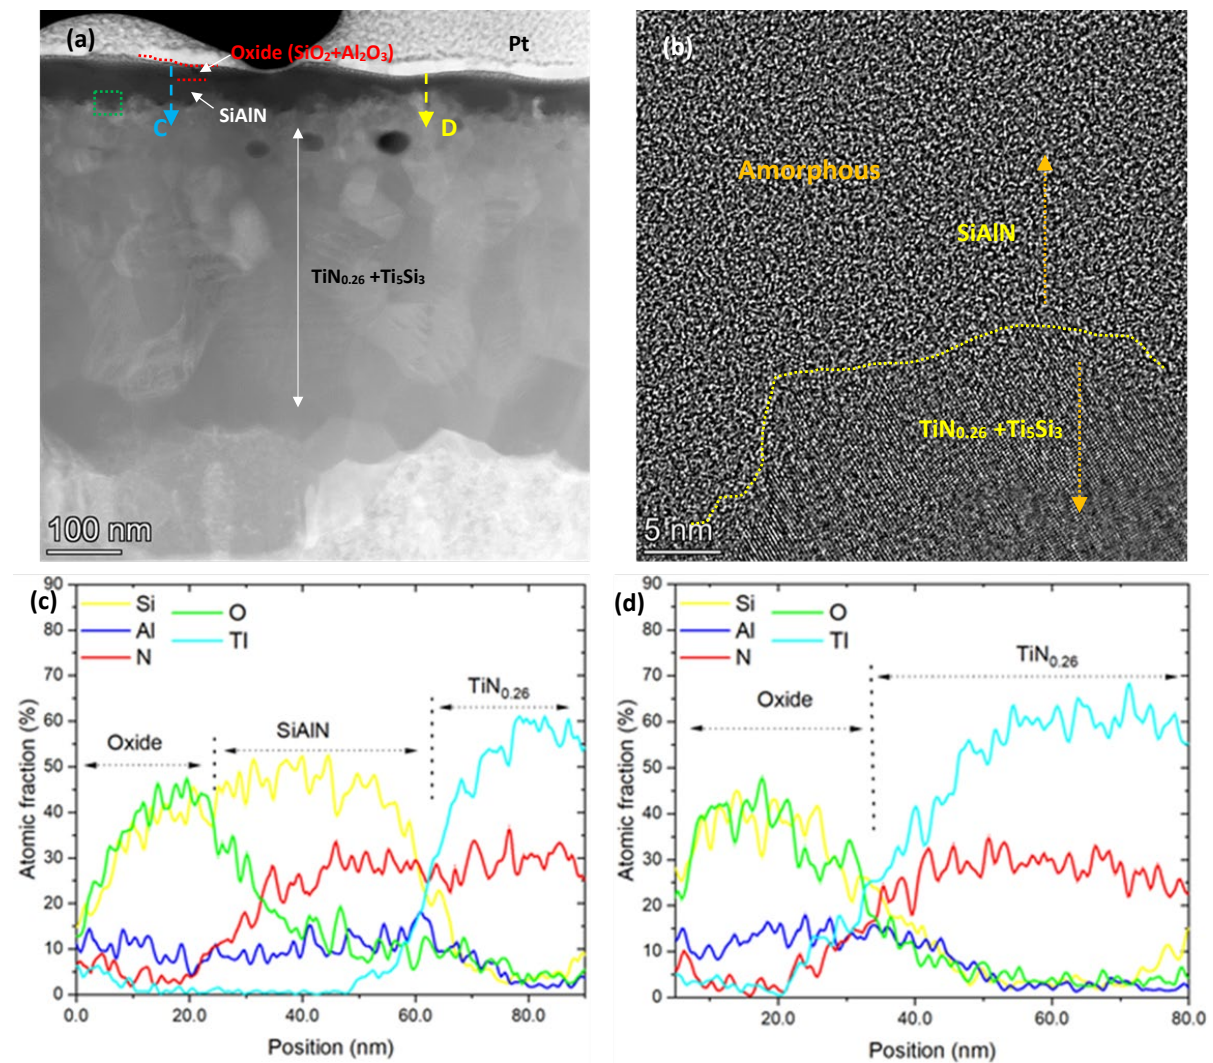 (a)
Oxide (SiO₂+Al₂O₃)
Pt
SiAlN
C
D
TiN₀.₂₆ +Ti₅Si₃
100 nm
(b)
Amorphous
SiAlN
TiN₀.₂₆ +Ti₅Si₃
5 nm
(c)
Si
Al
N
O
TI
Oxide
SiAlN
TiN₀.₂₆
Atomic fraction (%)
90
80
70
60
50
40
30
20
10
0
0.0
20.0
40.0
60.0
80.0
Position (nm)
(d)
Si
Al
N
O
TI
Oxide
TiN₀.₂₆
Atomic fraction (%)
90
80
70
60
50
40
30
20
10
0
20.0
40.0
60.0
80.0
Position (nm)